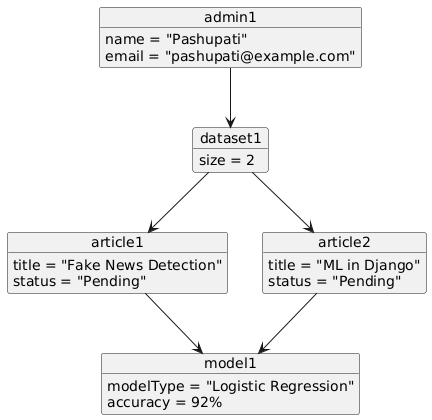 admin1
name = "Pashupati"
email = "pashupati@example.com"
dataset1
size = 2
article1
title = "Fake News Detection"
status = "Pending"
article2
title = "ML in Django"
status = "Pending"
model1
modelType = "Logistic Regression"
accuracy = 92%